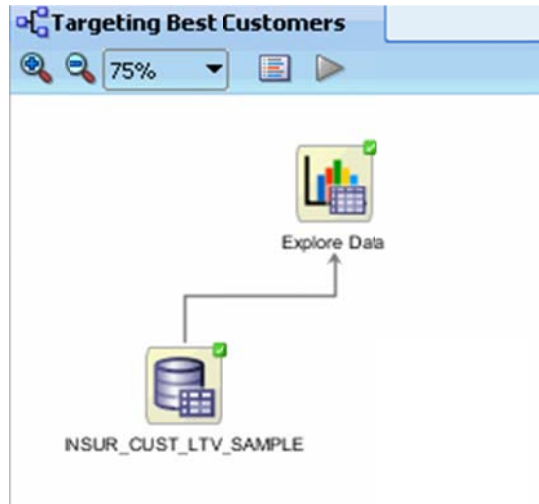 Targeting Best Customers
75%
Explore Data
INSUR_CUST_LTV_SAMPLE